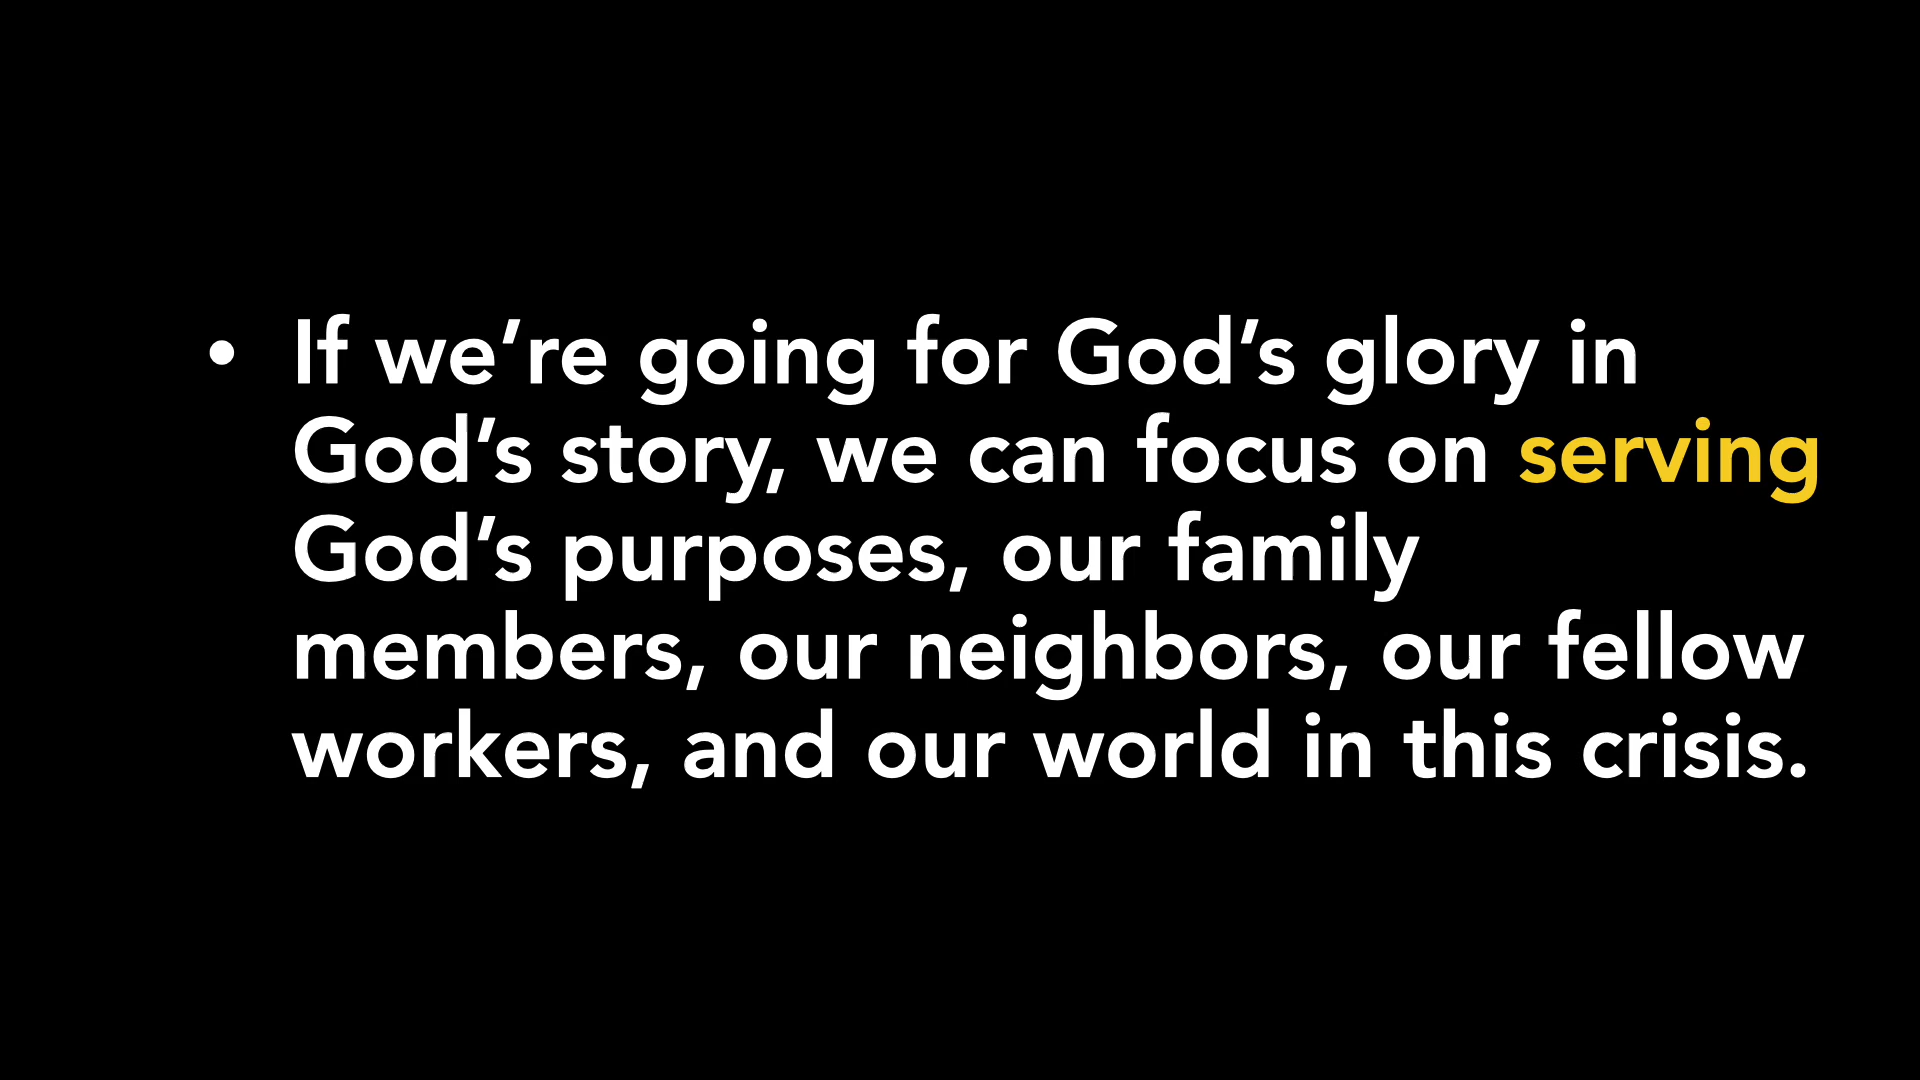 • If we’re going for God’s glory in
God’s story, we can focus on serving
God’s purposes, our family
members, our neighbors, our fellow
workers, and our world in this crisis.